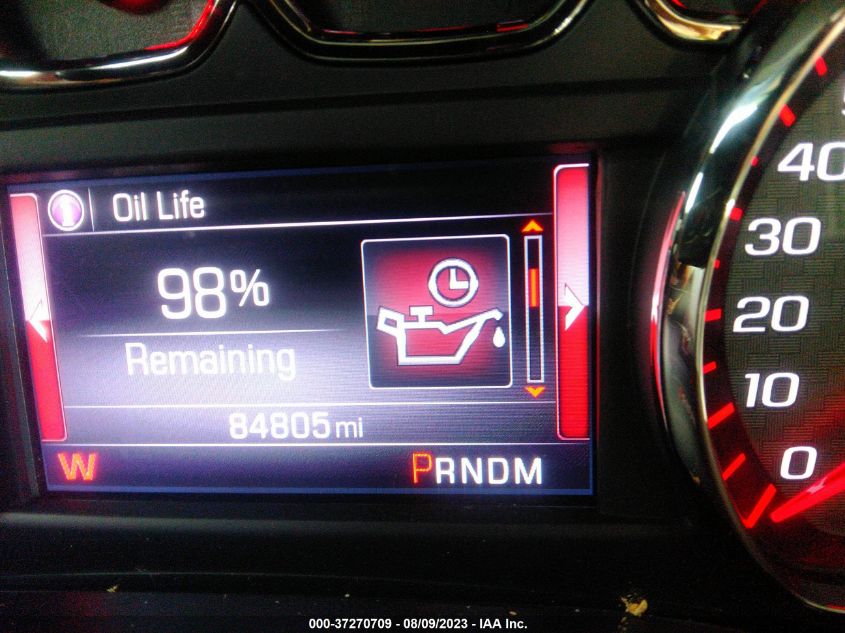 Oil Life
98%
Remaining
84805 mi
W
PRNDM
40
30
20
10
0
000-37270709 - 08/09/2023 - IAA Inc.